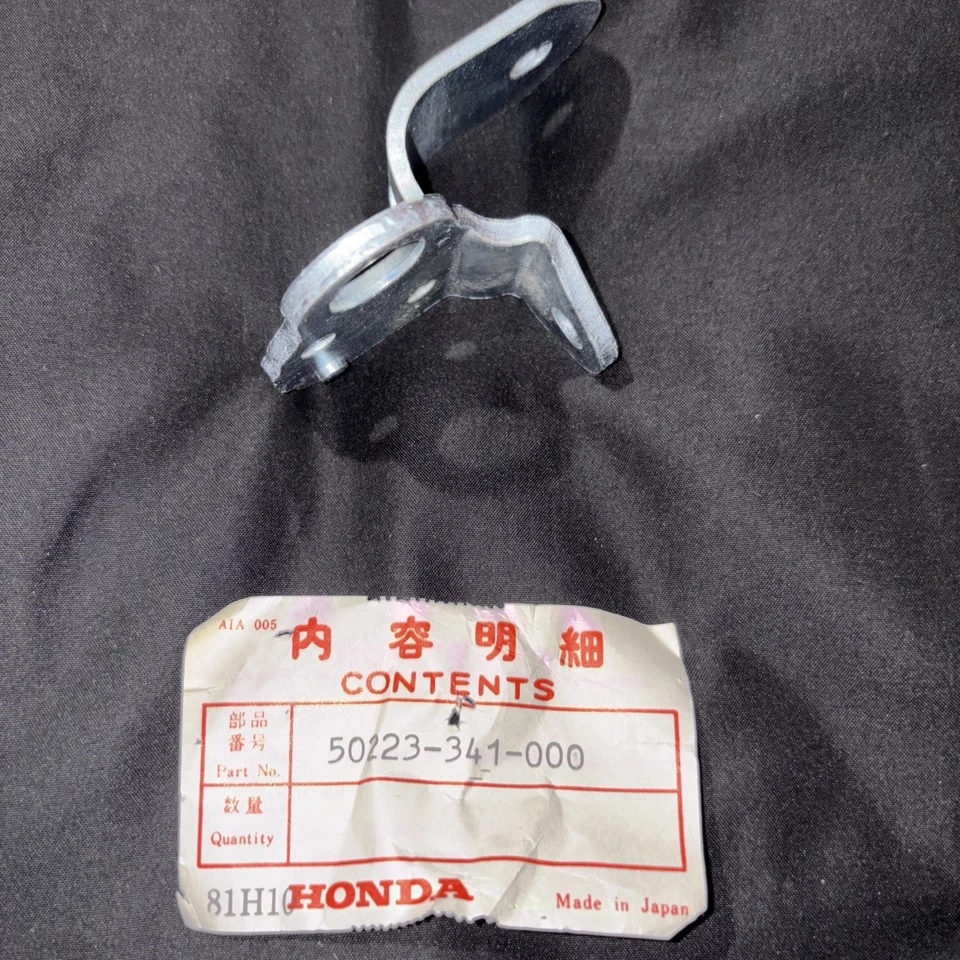 A1A 005
内容明細
CONTENTS
部品
番号
Part No.
50223-341-000
数量
Quantity
81H10
HONDA
Made in Japan